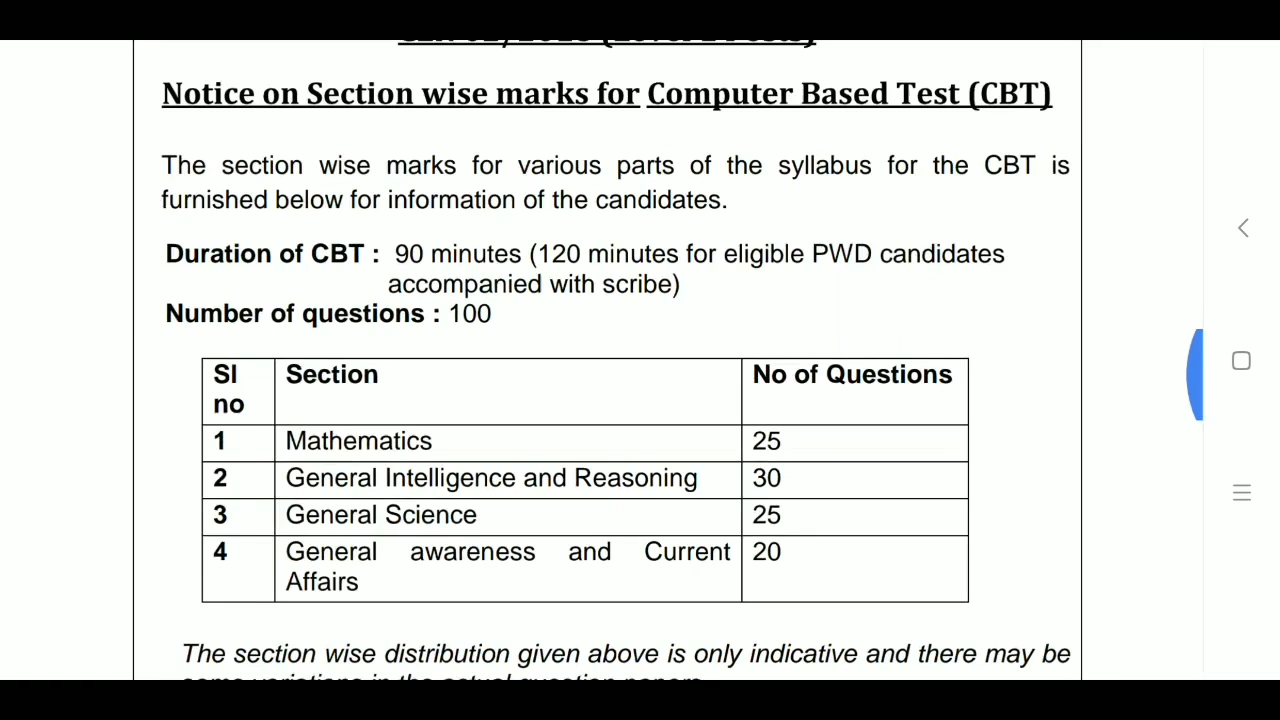 Notice on Section wise marks for Computer Based Test (CBT)
The section wise marks for various parts of the syllabus for the CBT is
furnished below for information of the candidates.
Duration of CBT : 90 minutes (120 minutes for eligible PWD candidates
accompanied with scribe)
Number of questions : 100
Sl no Section No of Questions
1 Mathematics 25
2 General Intelligence and Reasoning 30
3 General Science 25
4 General awareness and Current Affairs 20
The section wise distribution given above is only indicative and there may be